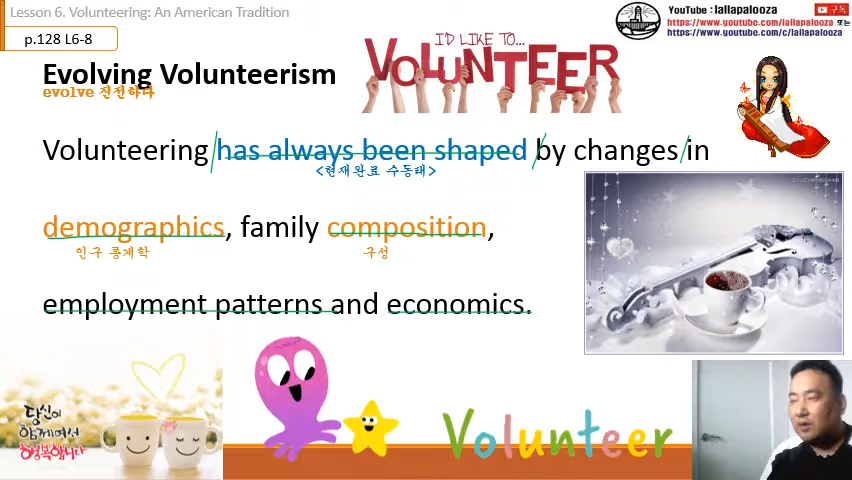 Lesson 6. Volunteering: An American Tradition
YouTube : lallapalooza
구독
https://www.youtube.com/lallapalooza 또는
https://www.youtube.com/c/lallapalooza
p.128 L6-8
I'D LIKE TO...
VOLUNTEER
Evolving Volunteerism
evolve 진전하다
Volunteering has always been shaped by changes in
<현재완료 수동태>
demographics, family composition,
인구 통계학
구성
employment patterns and economics.
당신이
함께여서
행복합니다
Volunteer